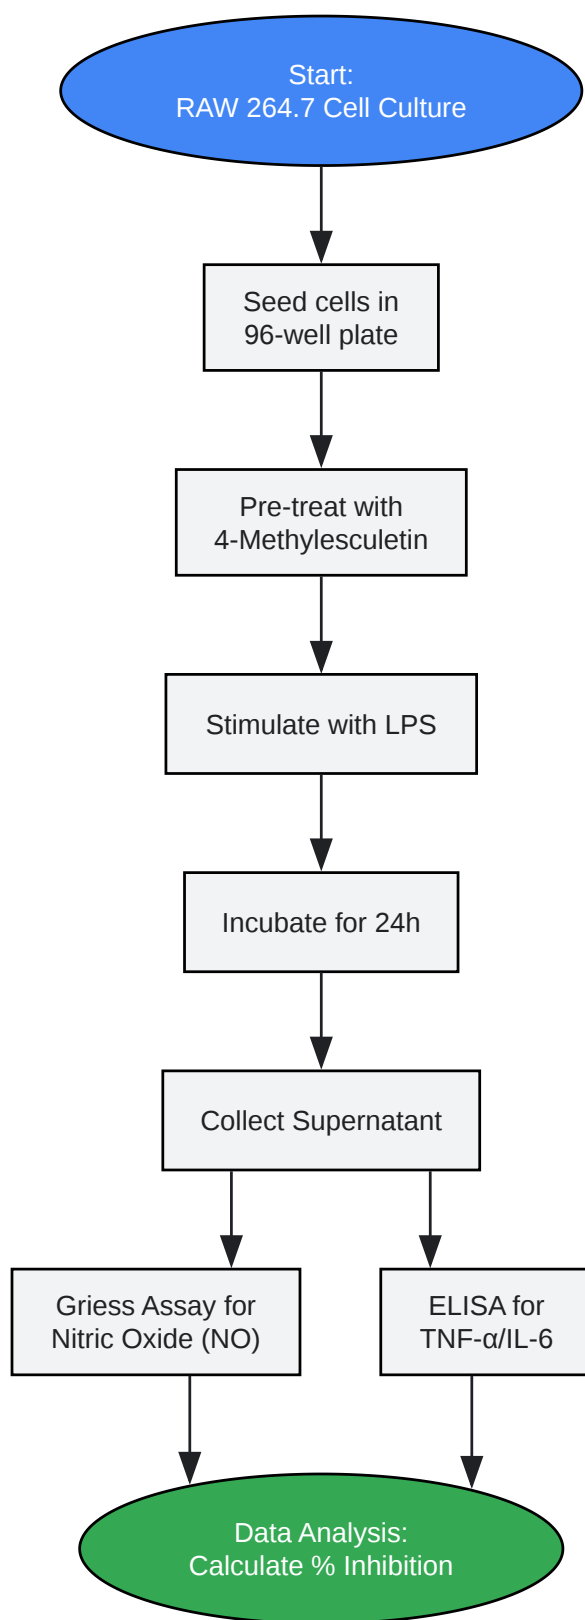 Start:
RAW 264.7 Cell Culture
Seed cells in
96-well plate
Pre-treat with
4-Methylesculetin
Stimulate with LPS
Incubate for 24h
Collect Supernatant
Griess Assay for
Nitric Oxide (NO)
ELISA for
TNF-α/IL-6
Data Analysis:
Calculate % Inhibition